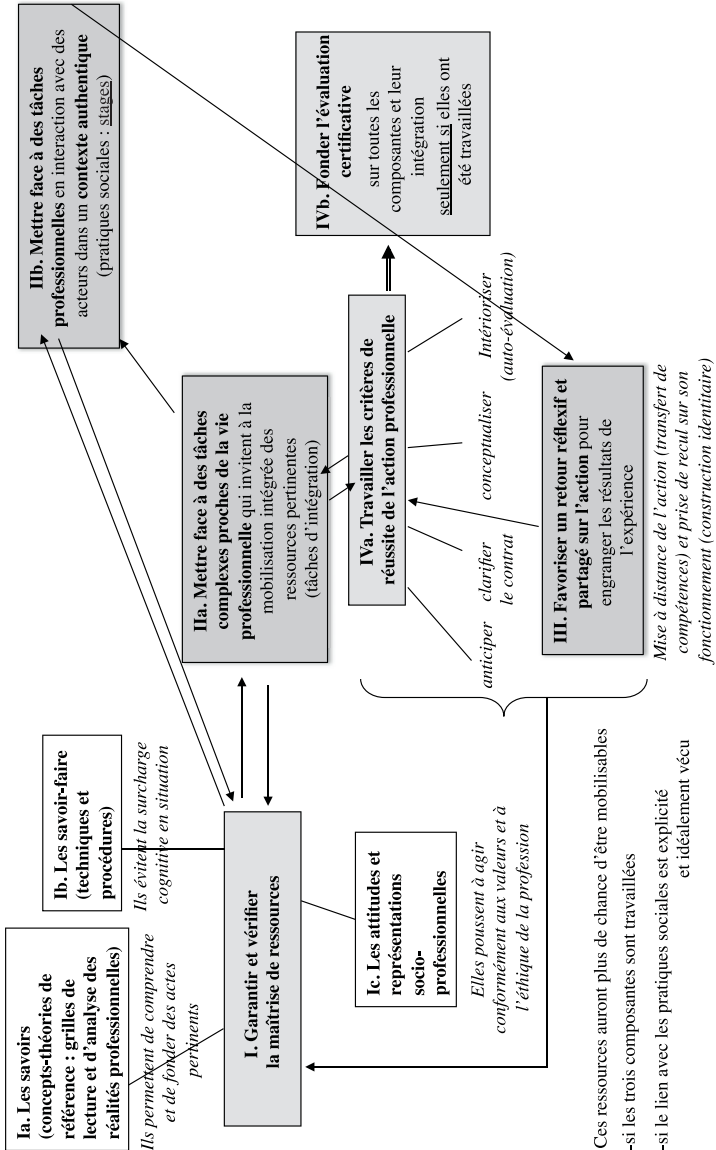 Ia. Les savoirs
(concepts-théories de
référence : grilles de
lecture et d’analyse des
réalités professionnelles)
Ils permettent de comprendre
et de fonder des actes
pertinents
Ib. Les savoir-faire
(techniques et
procédures)
Ils évitent la surcharge
cognitive en situation
I. Garantir et vérifier
la maîtrise de ressources
Ic. Les attitudes et
représentations
socio-
professionnelles
Elles poussent à agir
conformément aux valeurs et à
l’éthique de la profession
Ces ressources auront plus de chance d’être mobilisables
-si les trois composantes sont travaillées
-si le lien avec les pratiques sociales est explicité
et idéalement vécu
IIb. Mettre face à des tâches
professionnelles en interaction avec des
acteurs dans un contexte authentique
(pratiques sociales : stages)
IIa. Mettre face à des tâches
complexes proches de la vie
professionnelle qui invitent à la
mobilisation intégrée des
ressources pertinentes
(tâches d’intégration)
IVa. Travailler les critères de
réussite de l’action professionnelle
anticiper
clarifier
le contrat
conceptualiser
Intérioriser
(auto-évaluation)
III. Favoriser un retour réflexif et
partagé sur l’action pour
engranger les résultats de
l’expérience
Mise à distance de l’action (transfert de
compétences) et prise de recul sur son
fonctionnement (construction identitaire)
IVb. Fonder l’évaluation
certificative
sur toutes les
composantes et leur
intégration
seulement si elles ont
été travaillées